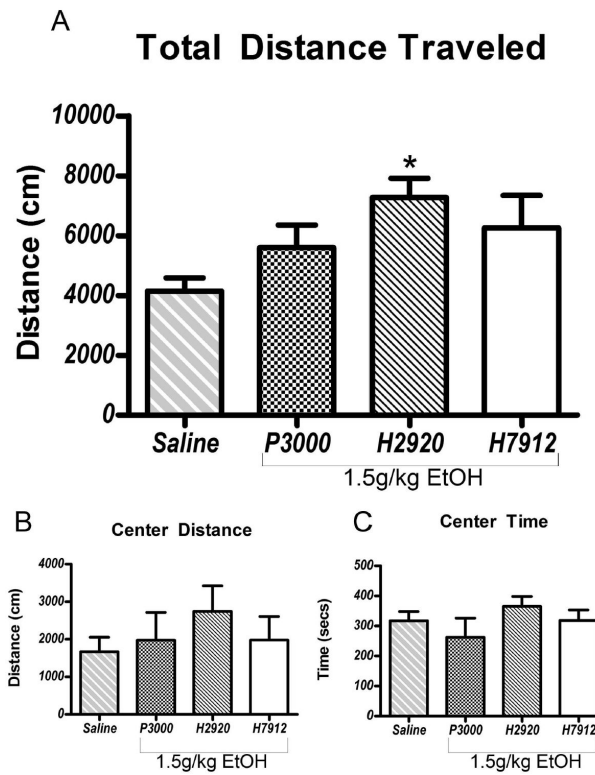 A
Total Distance Traveled
10000
8000
6000
4000
2000
0
Distance (cm)
*
Saline P3000 H2920 H7912
1.5g/kg EtOH
B
Center Distance
4000
3000
2000
1000
0
Distance (cm)
Saline P3000 H2920 H7912
1.5g/kg EtOH
C
Center Time
500
400
300
200
100
0
Time (secs)
Saline P3000 H2920 H7912
1.5g/kg EtOH